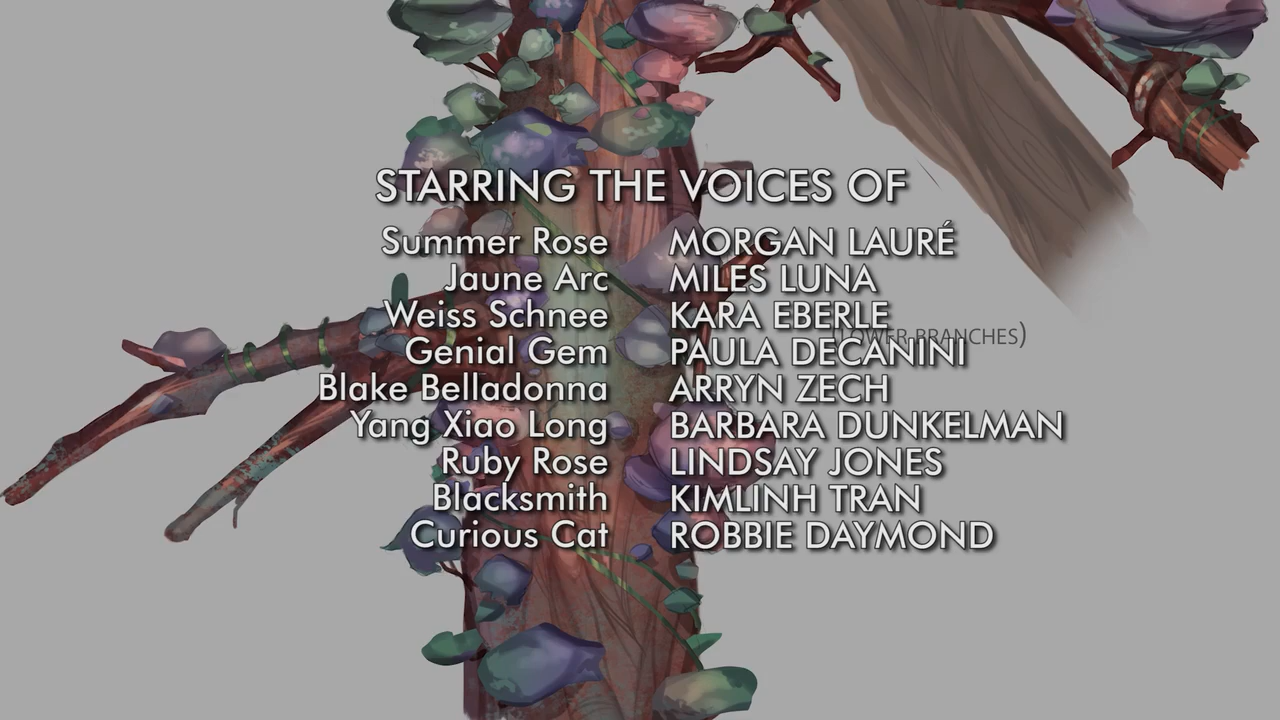 STARRING THE VOICES OF
Summer Rose MORGAN LAURÉ
Jaune Arc MILES LUNA
Weiss Schnee KARA EBERLE
(LOWER BRANCHES)
Genial Gem PAULA DECANINI
Blake Belladonna ARRYN ZECH
Yang Xiao Long BARBARA DUNKELMAN
Ruby Rose LINDSAY JONES
Blacksmith KIMLINH TRAN
Curious Cat ROBBIE DAYMOND